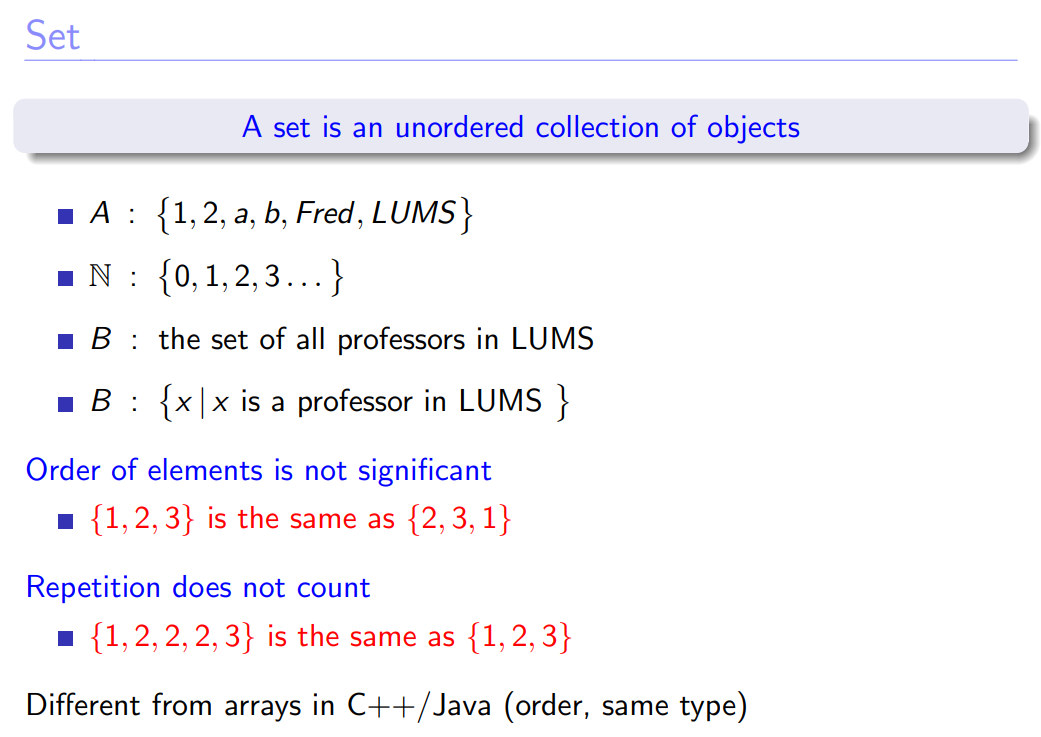 Set
A set is an unordered collection of objects
A : {1, 2, a, b, Fred, LUMS}
ℕ : {0, 1, 2, 3 . . . }
B : the set of all professors in LUMS
B : {x | x is a professor in LUMS }
Order of elements is not significant
{1, 2, 3} is the same as {2, 3, 1}
Repetition does not count
{1, 2, 2, 2, 3} is the same as {1, 2, 3}
Different from arrays in C++/Java (order, same type)